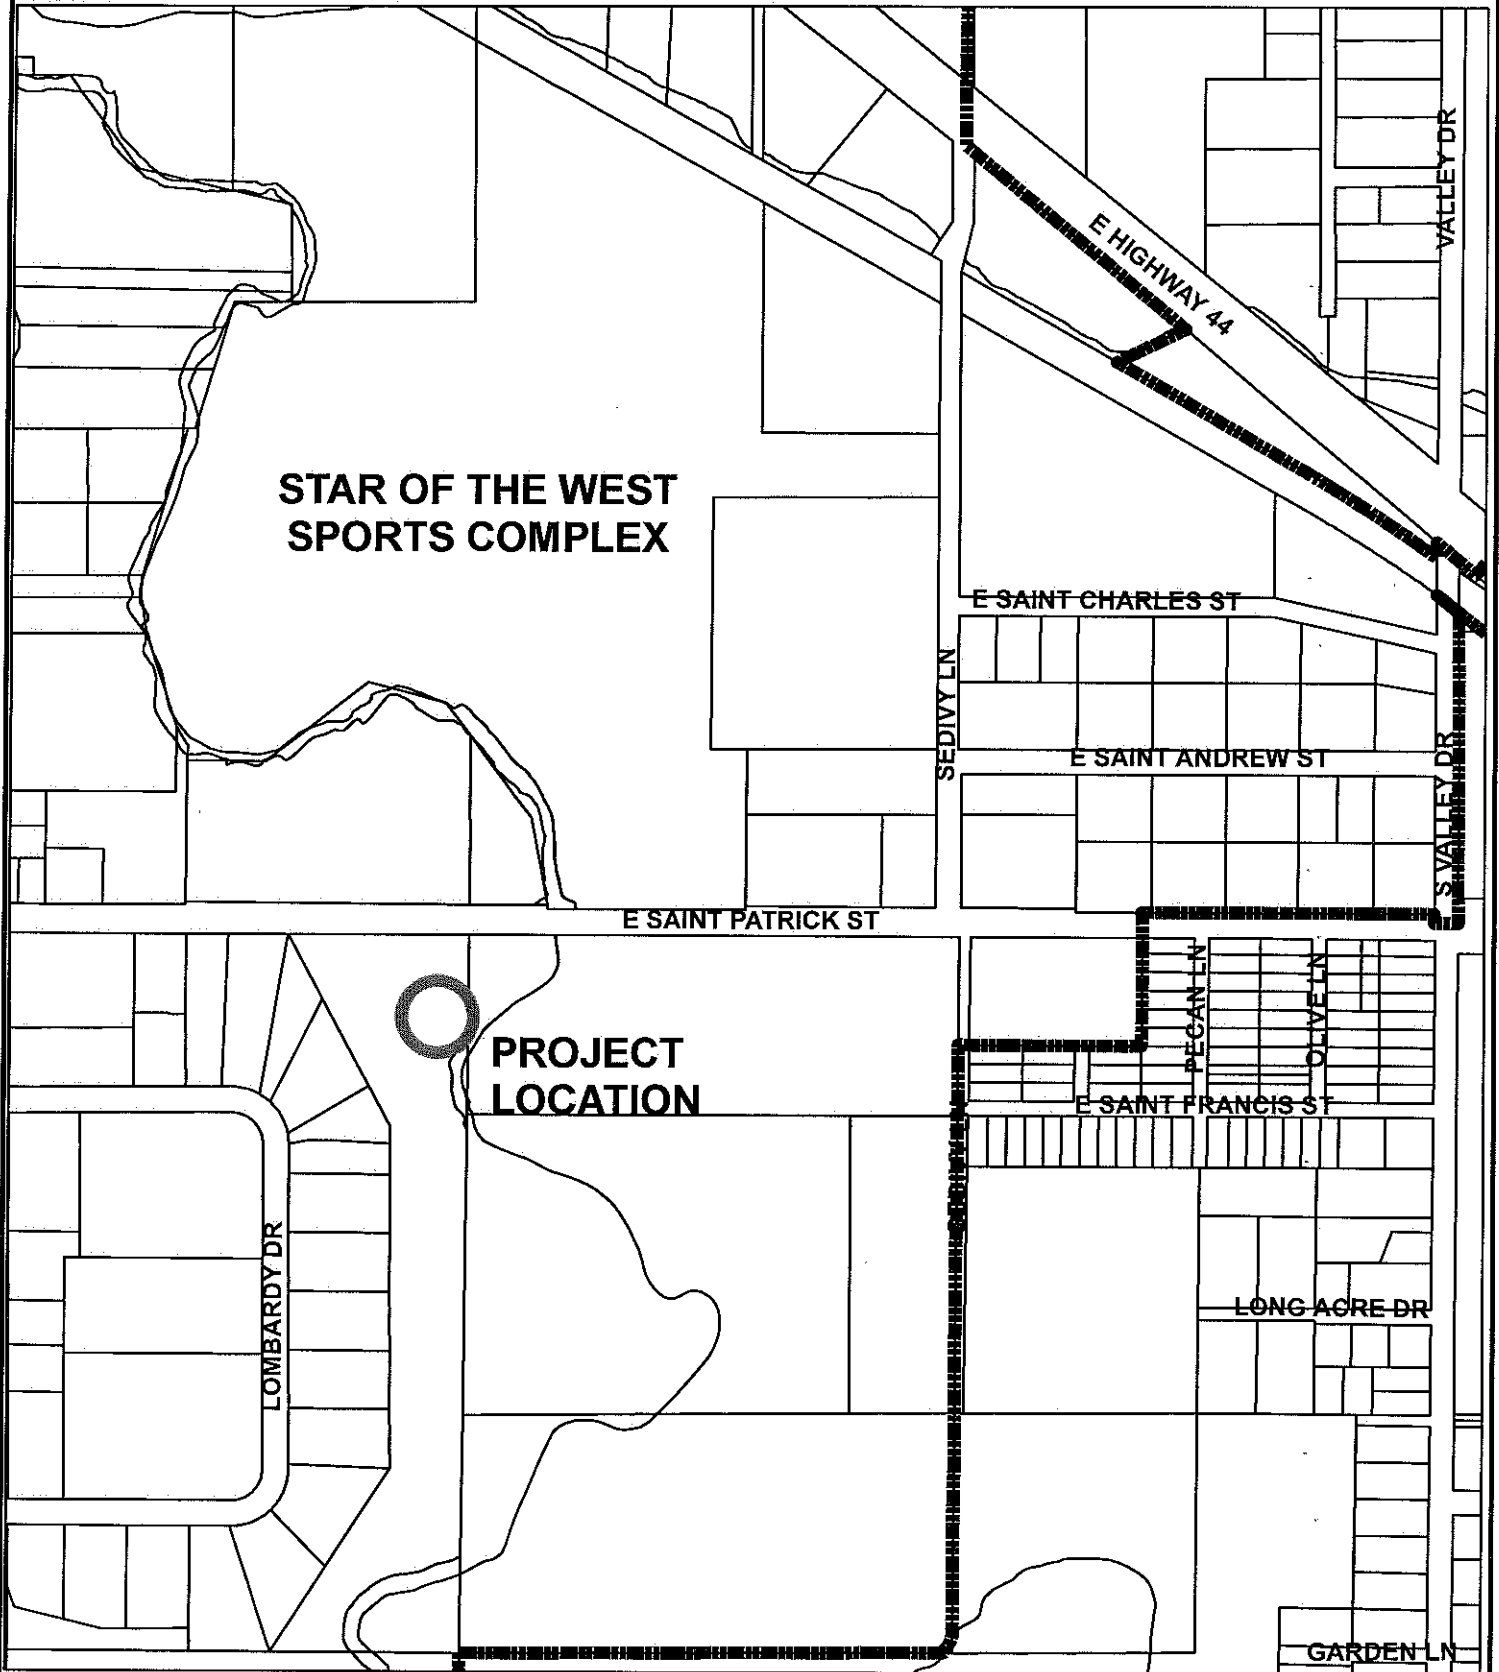 VALLEY DR
E HIGHWAY 44
STAR OF THE WEST
SPORTS COMPLEX
E SAINT CHARLES ST
SEDIVY LN
E SAINT ANDREW ST
S VALLEY DR
E SAINT PATRICK ST
PECAN LN
OLIVE LN
PROJECT
LOCATION
E SAINT FRANCIS ST
LOMBARDY DR
LONG ACRE DR
GARDEN LN